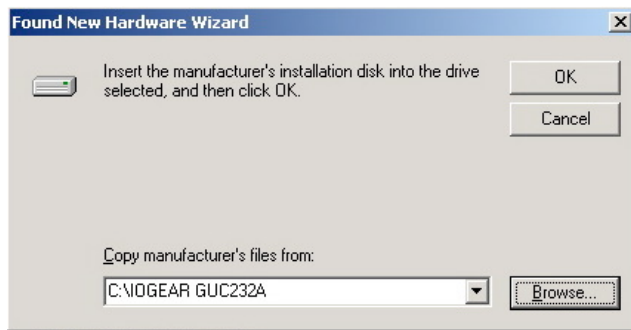 Found New Hardware Wizard
Insert the manufacturer's installation disk into the drive
selected, and then click OK.
OK
Cancel
Copy manufacturer's files from:
C:\IOGEAR GUC232A
Browse...